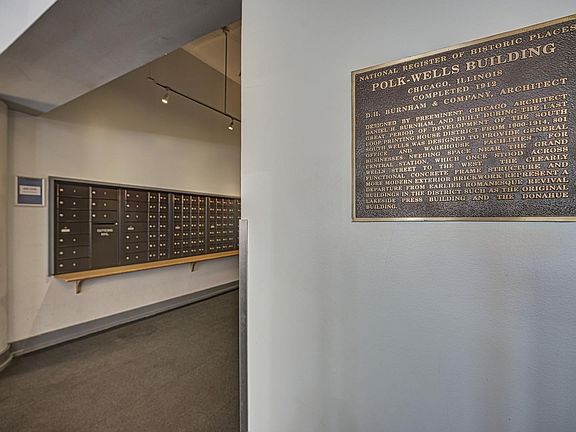 NATIONAL REGISTER OF HISTORIC PLACES
POLK-WELLS BUILDING
CHICAGO, ILLINOIS
COMPLETED 1912
D.H. BURNHAM & COMPANY, ARCHITECT
DESIGNED BY PREEMINENT CHICAGO ARCHITECT
DANIEL H. BURNHAM, AND BUILT DURING THE LAST
GREAT PERIOD OF DEVELOPMENT OF THE SOUTH
LOOP PRINTING HOUSE DISTRICT FROM 1900-1914, 801
SOUTH WELLS WAS DESIGNED TO PROVIDE GENERAL
OFFICE AND WAREHOUSE FACILITIES FOR
BUSINESSES NEEDING SPACE NEAR THE GRAND
CENTRAL STATION, WHICH ONCE STOOD ACROSS
WELLS STREET TO THE WEST. THE CLEARLY
FUNCTIONAL CONCRETE FRAME STRUCTURE AND
MORE MODERN EXTERIOR BRICKWORK REPRESENT A
DEPARTURE FROM EARLIER ROMANESQUE REVIVAL
BUILDINGS IN THE DISTRICT SUCH AS THE ORIGINAL
LAKESIDE PRESS BUILDING AND THE DONAHUE
BUILDING.
OUTGOING
MAIL